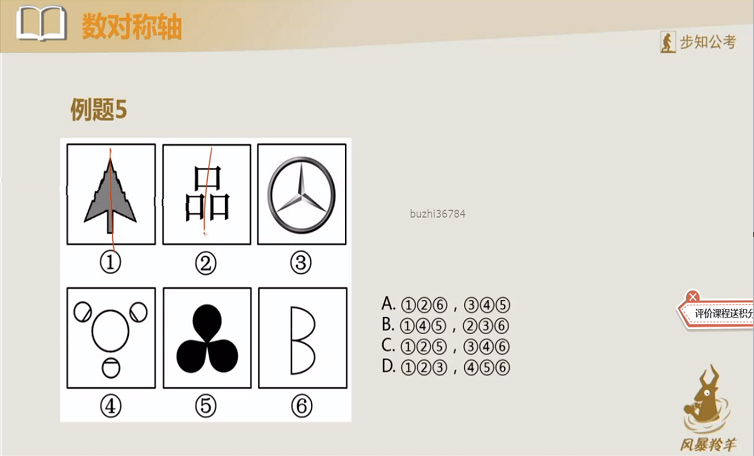 数对称轴
步知公考
例题5
品
① ② ③
buzhi36784
④ ⑤ ⑥
A. ①②⑥，③④⑤
B. ①④⑤，②③⑥
C. ①②⑤，③④⑥
D. ①②③，④⑤⑥
评价课程送积分
风暴羚羊